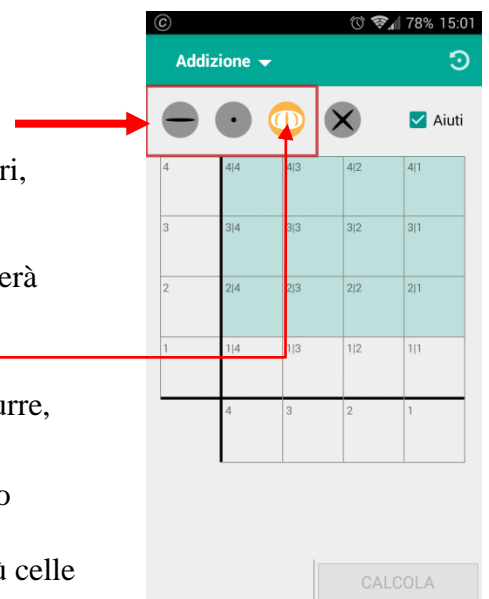 © 78% 15:01
Addizione
Aiuti
ri,
erà
urre,
o
ù celle
4 4|4 4|3 4|2 4|1
3 3|4 3|3 3|2 3|1
2 2|4 2|3 2|2 2|1
1 1|4 1|3 1|2 1|1
4 3 2 1
CALCOLA